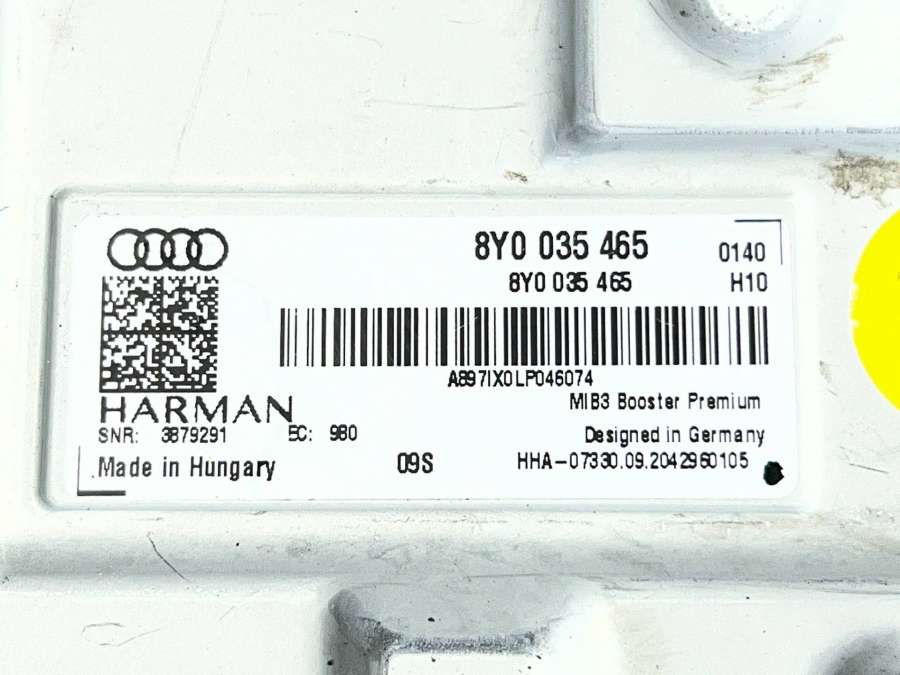 8Y0 035 465
0140
8Y0 035 465
H10
A897IX0LP046074
HARMAN
MIB3 Booster Premium
SNR: 3879291 EC: 980
Designed in Germany
Made in Hungary
09S
HHA-07330.09.2042960105